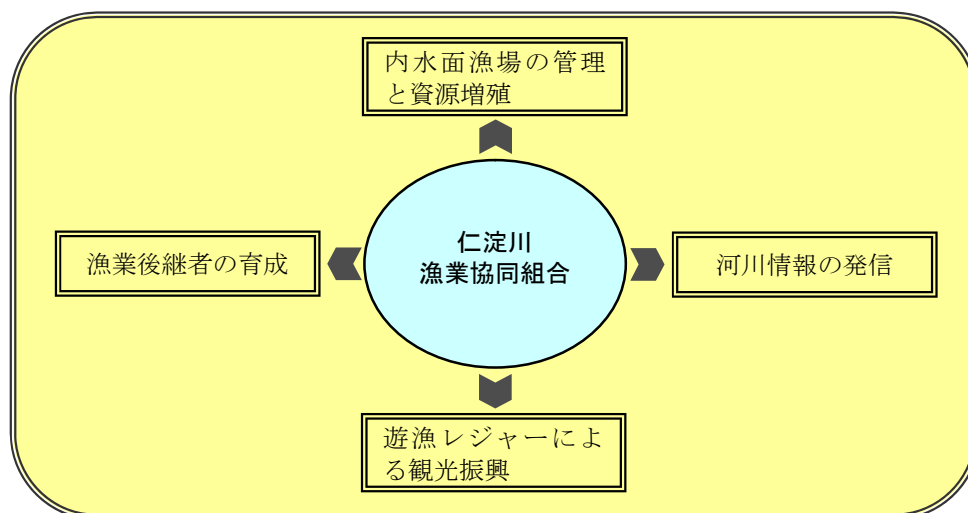 内水面漁場の管理
と資源増殖
仁淀川
漁業協同組合
漁業後継者の育成
河川情報の発信
遊漁レジャーによ
る観光振興